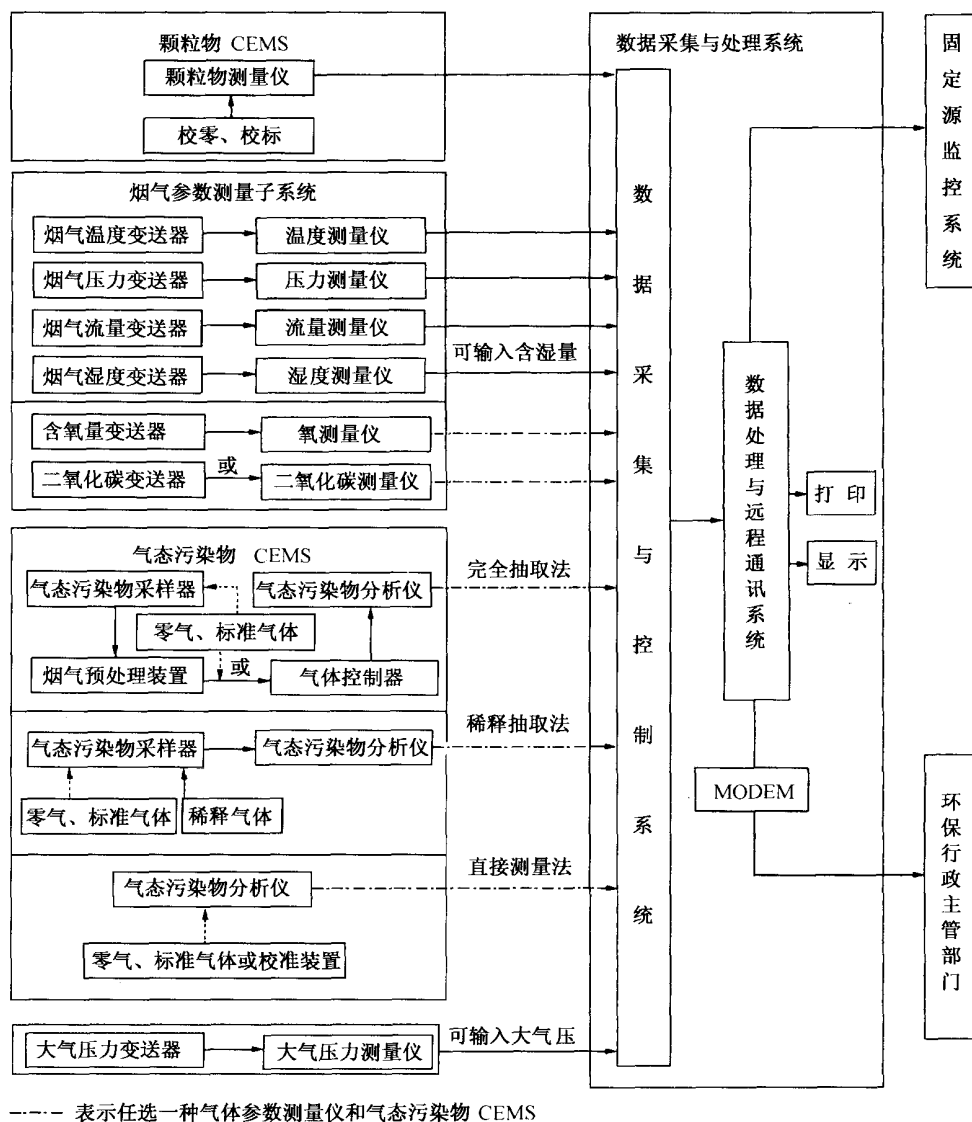 颗粒物 CEMS
颗粒物测量仪
校零、校标
烟气参数测量子系统
烟气温度变送器
温度测量仪
烟气压力变送器
压力测量仪
烟气流量变送器
流量测量仪
可输入含湿量
烟气湿度变送器
湿度测量仪
含氧量变送器
氧测量仪
或
二氧化碳变送器
二氧化碳测量仪
气态污染物 CEMS
完全抽取法
气态污染物采样器
气态污染物分析仪
零气、标准气体
或
烟气预处理装置
气体控制器
稀释抽取法
气态污染物采样器
气态污染物分析仪
零气、标准气体
稀释气体
直接测量法
气态污染物分析仪
零气、标准气体或校准装置
可输入大气压
大气压力变送器
大气压力测量仪
数据采集与处理系统
数据采集与控制系统
数据处理与远程通讯系统
打印
显示
MODEM
固定源监控系统
环保行政主管部门
表示任选一种气体参数测量仪和气态污染物 CEMS